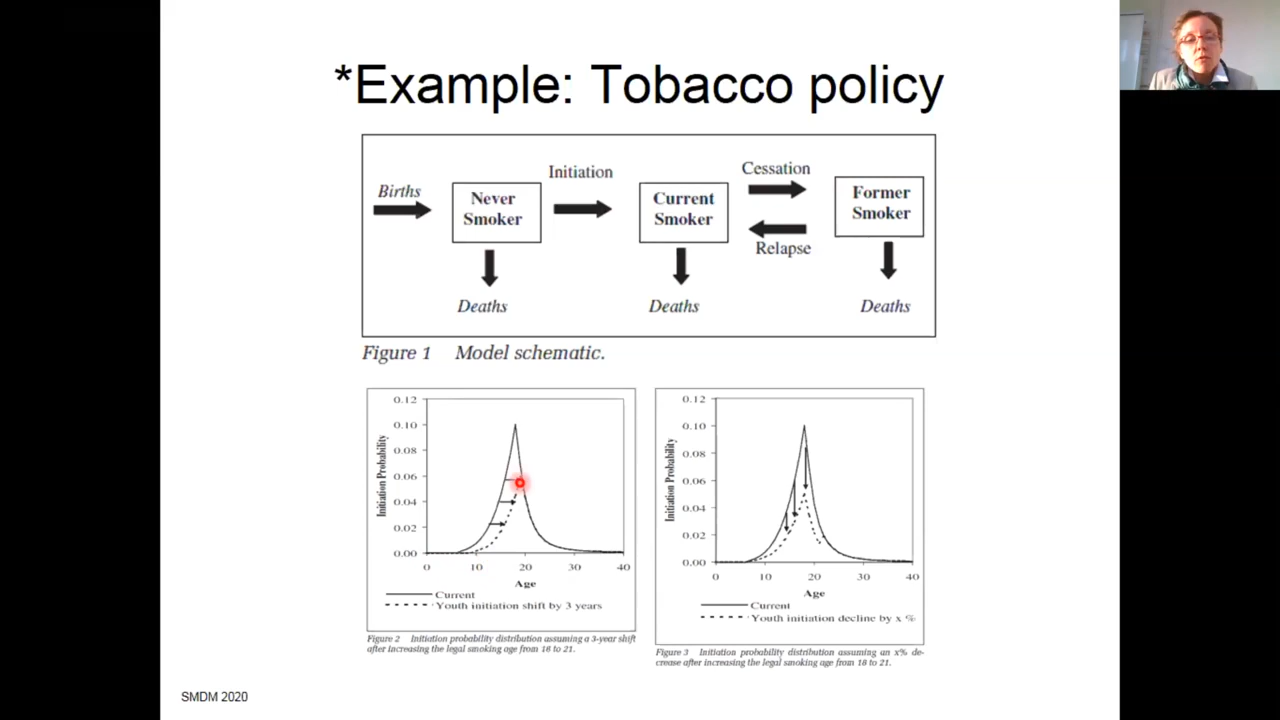 *Example: Tobacco policy
Births
Never
Smoker
Initiation
Current
Smoker
Cessation
Relapse
Former
Smoker
Deaths
Deaths
Deaths
Figure 1 Model schematic.
Initiation Probability
0.12
0.10
0.08
0.06
0.04
0.02
0.00
0 10 20 30 40
Age
Current
Youth initiation shift by 3 years
Figure 2 Initiation probability distribution assuming a 3-year shift
after increasing the legal smoking age from 18 to 21.
Initiation Probability
0.12
0.10
0.08
0.06
0.04
0.02
0.00
0 10 20 30 40
Age
Current
Youth initiation decline by x %
Figure 3 Initiation probability distribution assuming an x% de-
crease after increasing the legal smoking age from 18 to 21.
SMDM 2020